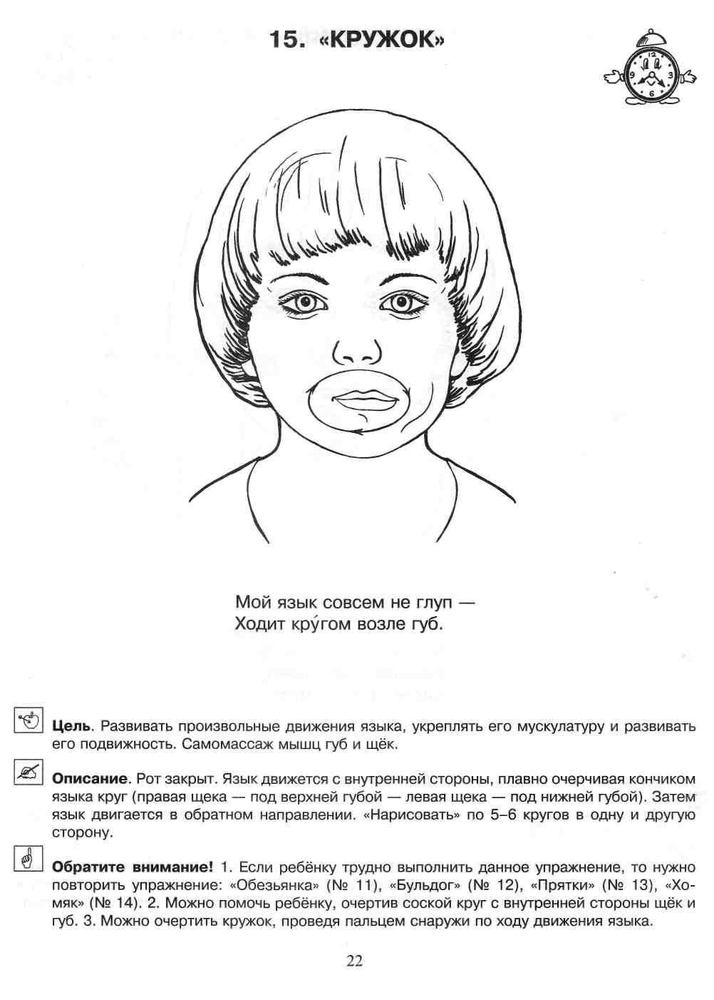 15. «КРУЖОК»
12
9 3
6
Мой язык совсем не глуп —
Ходит кру́гом возле губ.
Цель. Развивать произвольные движения языка, укреплять его мускулатуру и развивать
его подвижность. Самомассаж мышц губ и щёк.
Описание. Рот закрыт. Язык движется с внутренней стороны, плавно очерчивая кончиком
языка круг (правая щека — под верхней губой — левая щека — под нижней губой). Затем
язык двигается в обратном направлении. «Нарисовать» по 5–6 кругов в одну и другую
сторону.
Обратите внимание! 1. Если ребёнку трудно выполнить данное упражнение, то нужно
повторить упражнение: «Обезьянка» (№ 11), «Бульдог» (№ 12), «Прятки» (№ 13), «Хо-
мяк» (№ 14). 2. Можно помочь ребёнку, очертив соской круг с внутренней стороны щёк и
губ. 3. Можно очертить кружок, проведя пальцем снаружи по ходу движения языка.
22